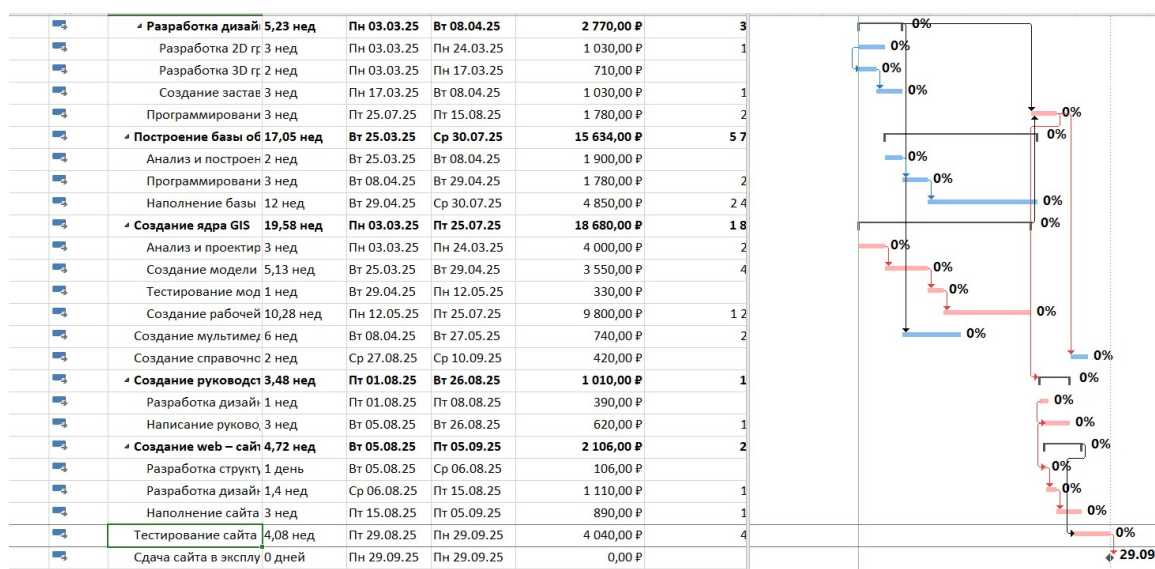 Разработка дизай 5,23 нед Пн 03.03.25 Вт 08.04.25 2 770,00 ₽ 3 0%
Разработка 2D гр 3 нед Пн 03.03.25 Пн 24.03.25 1 030,00 ₽ 1 0%
Разработка 3D гр 2 нед Пн 03.03.25 Пн 17.03.25 710,00 ₽ 0%
Создание застав 3 нед Пн 17.03.25 Вт 08.04.25 1 030,00 ₽ 1 0%
Программировани 3 нед Пт 25.07.25 Пт 15.08.25 1 780,00 ₽ 2 0%
Построение базы об 17,05 нед Вт 25.03.25 Ср 30.07.25 15 634,00 ₽ 5 7 0%
Анализ и построен 2 нед Вт 25.03.25 Вт 08.04.25 1 900,00 ₽ 0%
Программировани 3 нед Вт 08.04.25 Вт 29.04.25 1 780,00 ₽ 2 0%
Наполнение базы 12 нед Вт 29.04.25 Ср 30.07.25 4 850,00 ₽ 2 4 0%
Создание ядра GIS 19,58 нед Пн 03.03.25 Пт 25.07.25 18 680,00 ₽ 1 8 0%
Анализ и проектир 3 нед Пн 03.03.25 Пн 24.03.25 4 000,00 ₽ 2 0%
Создание модели 5,13 нед Вт 25.03.25 Вт 29.04.25 3 550,00 ₽ 4 0%
Тестирование мод 1 нед Вт 29.04.25 Пн 12.05.25 330,00 ₽ 0%
Создание рабочей 10,28 нед Пн 12.05.25 Пт 25.07.25 9 800,00 ₽ 1 2 0%
Создание мультимед 6 нед Вт 08.04.25 Вт 27.05.25 740,00 ₽ 2 0%
Создание справочно 2 нед Ср 27.08.25 Ср 10.09.25 420,00 ₽ 0%
Создание руководст 3,48 нед Пт 01.08.25 Вт 26.08.25 1 010,00 ₽ 1 0%
Разработка дизайн 1 нед Пт 01.08.25 Пт 08.08.25 390,00 ₽ 0%
Написание руково 3 нед Вт 05.08.25 Вт 26.08.25 620,00 ₽ 1 0%
Создание web – сайт 4,72 нед Вт 05.08.25 Пт 05.09.25 2 106,00 ₽ 2 0%
Разработка структу 1 день Вт 05.08.25 Ср 06.08.25 106,00 ₽ 0%
Разработка дизайн 1,4 нед Ср 06.08.25 Пт 15.08.25 1 110,00 ₽ 1 0%
Наполнение сайта 3 нед Пт 15.08.25 Пт 05.09.25 890,00 ₽ 1 0%
Тестирование сайта 4,08 нед Пт 29.08.25 Пн 29.09.25 4 040,00 ₽ 4 0%
Сдача сайта в эксплу 0 дней Пн 29.09.25 Пн 29.09.25 0,00 ₽ 29.09